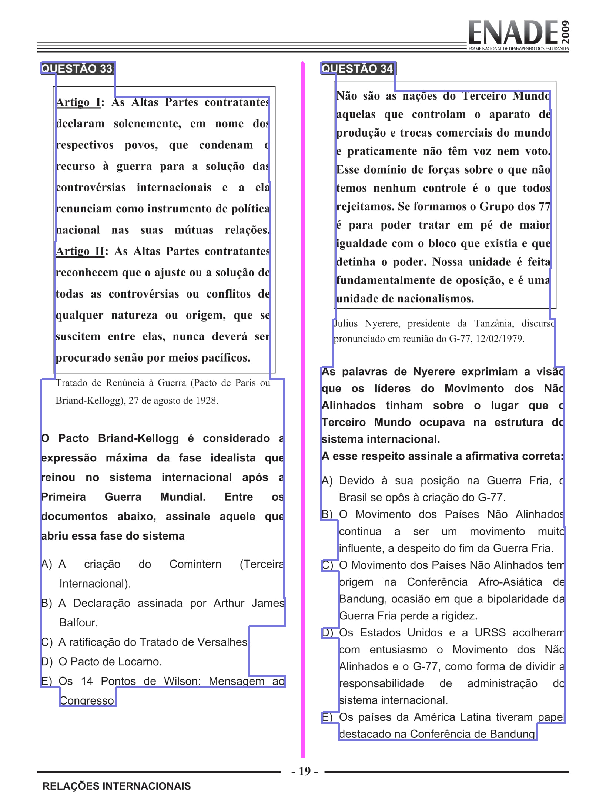 ENADE 2009
EXAME NACIONAL DE DESEMPENHO DOS ESTUDANTES
QUESTÃO 33
Artigo I: As Altas Partes contratantes
declaram solenemente, em nome dos
respectivos povos, que condenam o
recurso à guerra para a solução das
controvérsias internacionais e a ela
renunciam como instrumento de política
nacional nas suas mútuas relações.
Artigo II: As Altas Partes contratantes
reconhecem que o ajuste ou a solução de
todas as controvérsias ou conflitos de
qualquer natureza ou origem, que se
suscitem entre elas, nunca deverá ser
procurado senão por meios pacíficos.
Tratado de Renúncia à Guerra (Pacto de Paris ou
Briand-Kellogg), 27 de agosto de 1928.
O Pacto Briand-Kellogg é considerado a
expressão máxima da fase idealista que
reinou no sistema internacional após a
Primeira Guerra Mundial. Entre os
documentos abaixo, assinale aquele que
abriu essa fase do sistema
A) A criação do Comintern (Terceira
Internacional).
B) A Declaração assinada por Arthur James
Balfour.
C) A ratificação do Tratado de Versalhes
D) O Pacto de Locarno.
E) Os 14 Pontos de Wilson: Mensagem ao
Congresso
QUESTÃO 34
Não são as nações do Terceiro Mundo
aquelas que controlam o aparato de
produção e trocas comerciais do mundo
e praticamente não têm voz nem voto.
Esse domínio de forças sobre o que não
temos nenhum controle é o que todos
rejeitamos. Se formamos o Grupo dos 77
é para poder tratar em pé de maior
igualdade com o bloco que existia e que
detinha o poder. Nossa unidade é feita
fundamentalmente de oposição, e é uma
unidade de nacionalismos.
Julius Nyerere, presidente da Tanzânia, discurso
pronunciado em reunião do G-77, 12/02/1979.
As palavras de Nyerere exprimiam a visão
que os líderes do Movimento dos Não
Alinhados tinham sobre o lugar que o
Terceiro Mundo ocupava na estrutura do
sistema internacional.
A esse respeito assinale a afirmativa correta:
A) Devido à sua posição na Guerra Fria, o
Brasil se opôs à criação do G-77.
B) O Movimento dos Países Não Alinhados
continua a ser um movimento muito
influente, a despeito do fim da Guerra Fria.
C) O Movimento dos Países Não Alinhados tem
origem na Conferência Afro-Asiática de
Bandung, ocasião em que a bipolaridade da
Guerra Fria perde a rigidez.
D) Os Estados Unidos e a URSS acolheram
com entusiasmo o Movimento dos Não
Alinhados e o G-77, como forma de dividir a
responsabilidade de administração do
sistema internacional.
E) Os países da América Latina tiveram papel
destacado na Conferência de Bandung
- 19 -
RELAÇÕES INTERNACIONAIS